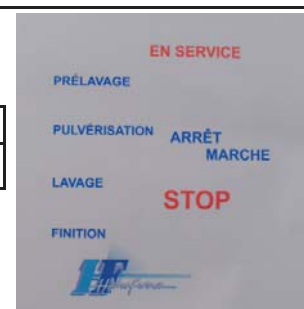 EN SERVICE
PRÉLAVAGE
PULVÉRISATION
ARRÊT
MARCHE
LAVAGE
STOP
FINITION